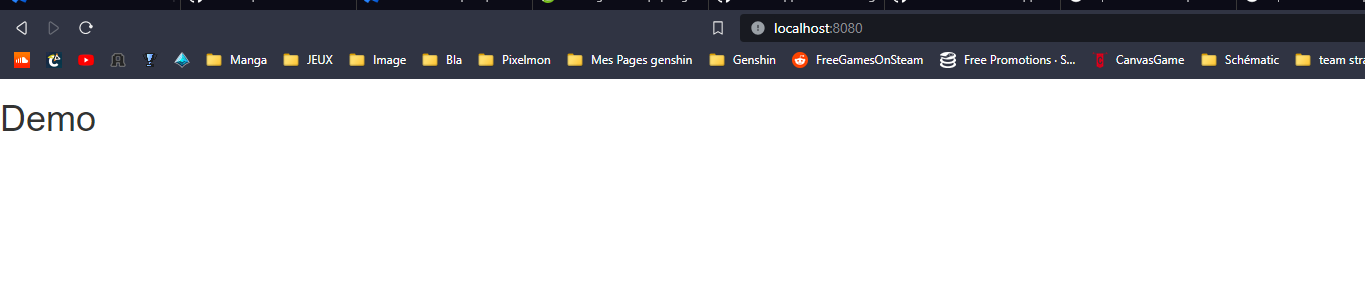 localhost:8080
Manga JEUX Image Bla Pixelmon Mes Pages genshin Genshin FreeGamesOnSteam Free Promotions · S... CanvasGame Schématic team stra
Demo